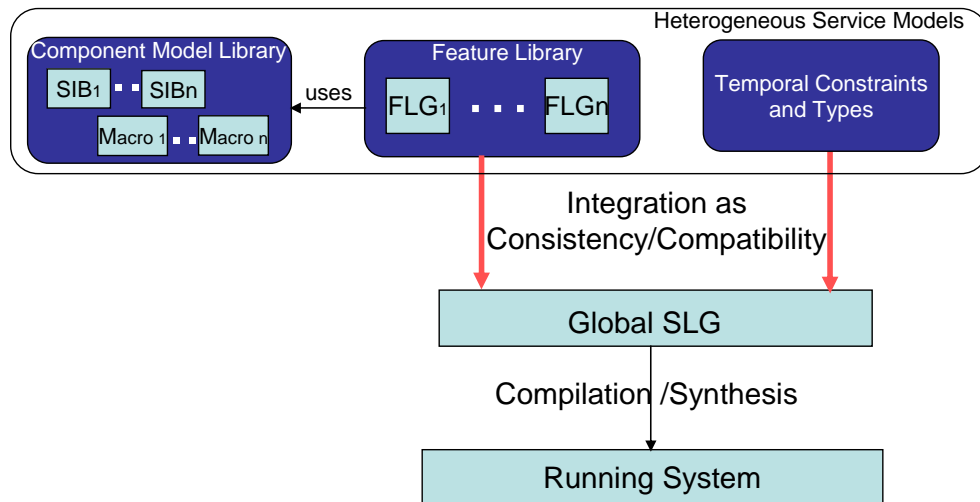 Heterogeneous Service Models
Component Model Library
SIB1
SIBn
Macro 1
Macro n
uses
Feature Library
FLG1
FLGn
Temporal Constraints
and Types
Integration as
Consistency/Compatibility
Global SLG
Compilation /Synthesis
Running System